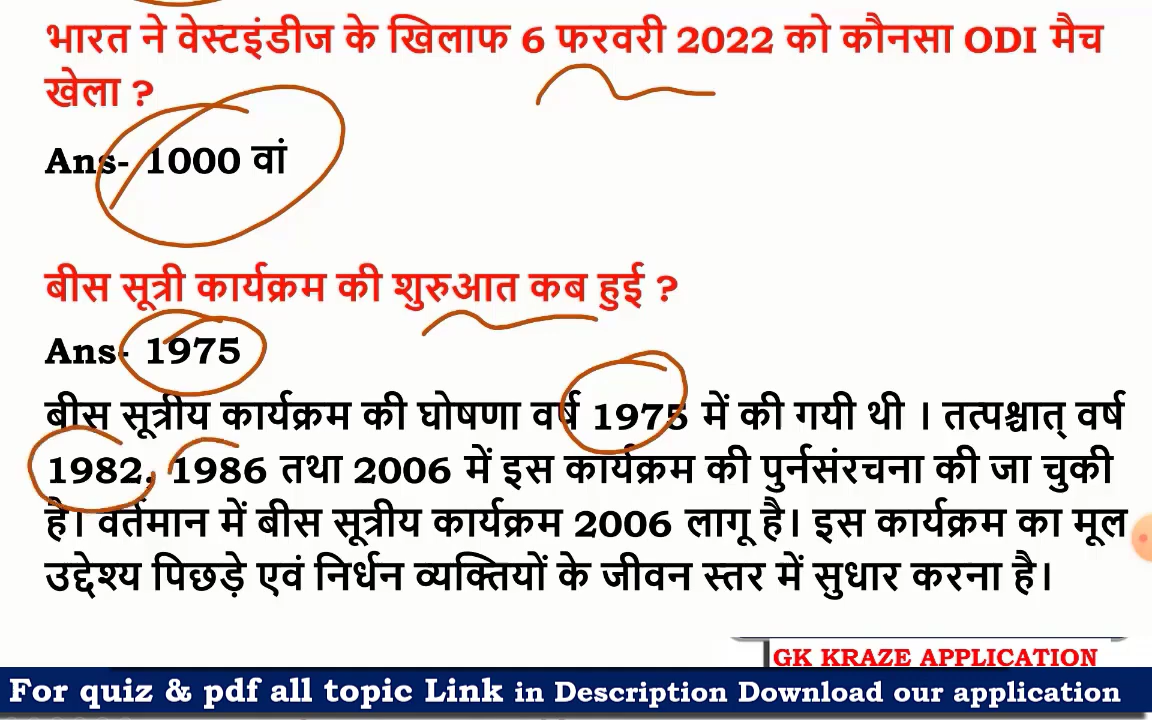 भारत ने वेस्टइंडीज के खिलाफ 6 फरवरी 2022 को कौनसा ODI मैच
खेला ?
Ans- 1000 वां
बीस सूत्री कार्यक्रम की शुरुआत कब हुई ?
Ans- 1975
बीस सूत्रीय कार्यक्रम की घोषणा वर्ष 1975 में की गयी थी । तत्पश्चात् वर्ष
1982, 1986 तथा 2006 में इस कार्यक्रम की पुर्नसंरचना की जा चुकी
है। वर्तमान में बीस सूत्रीय कार्यक्रम 2006 लागू है। इस कार्यक्रम का मूल
उद्देश्य पिछड़े एवं निर्धन व्यक्तियों के जीवन स्तर में सुधार करना है।
GK KRAZE APPLICATION
For quiz & pdf all topic Link in Description Download our application